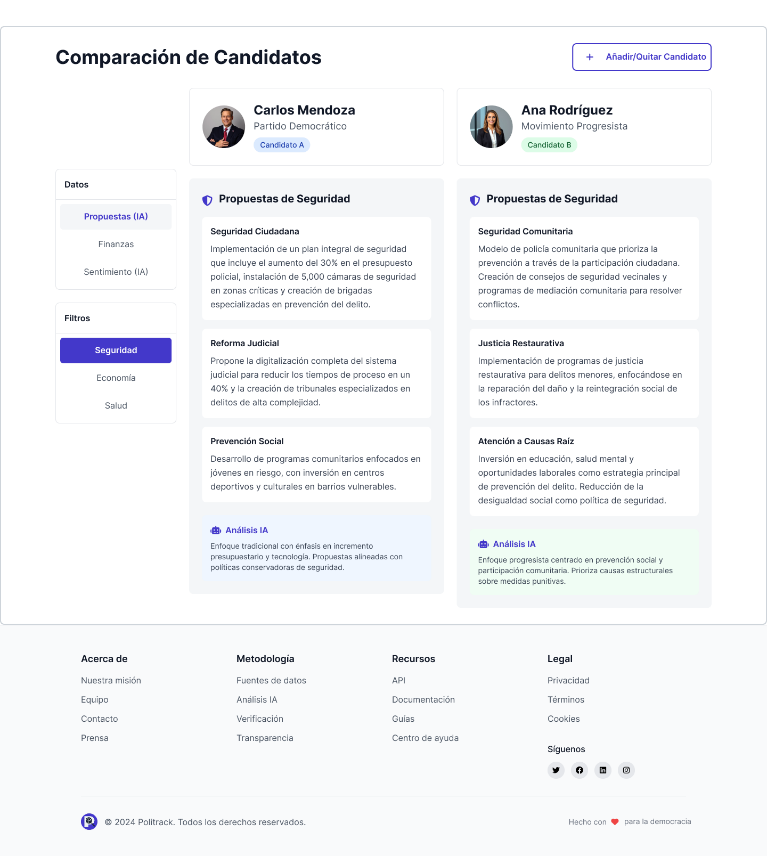 Comparación de Candidatos
Añadir/Quitar Candidato
Carlos Mendoza
Partido Democrático
Candidato A
Ana Rodríguez
Movimiento Progresista
Candidato B
Datos
Propuestas (IA)
Finanzas
Sentimiento (IA)
Filtros
Seguridad
Economía
Salud
Propuestas de Seguridad
Seguridad Ciudadana
Implementación de un plan integral de seguridad
que incluye el aumento del 30% en el presupuesto
policial, instalación de 5,000 cámaras de seguridad
en zonas críticas y creación de brigadas
especializadas en prevención del delito.
Reforma Judicial
Propone la digitalización completa del sistema
judicial para reducir los tiempos de proceso en un
40% y la creación de tribunales especializados en
delitos de alta complejidad.
Prevención Social
Desarrollo de programas comunitarios enfocados en
jóvenes en riesgo, con inversión en centros
deportivos y culturales en barrios vulnerables.
Análisis IA
Enfoque tradicional con énfasis en incremento
presupuestario y tecnología. Propuestas alineadas con
políticas conservadoras de seguridad.
Propuestas de Seguridad
Seguridad Comunitaria
Modelo de policía comunitaria que prioriza la
prevención a través de la participación ciudadana.
Creación de consejos de seguridad vecinales y
programas de mediación comunitaria para resolver
conflictos.
Justicia Restaurativa
Implementación de programas de justicia
restaurativa para delitos menores, enfocándose en
la reparación del daño y la reintegración social de
los infractores.
Atención a Causas Raíz
Inversión en educación, salud mental y
oportunidades laborales como estrategia principal
de prevención del delito. Reducción de la
desigualdad social como política de seguridad.
Análisis IA
Enfoque progresista centrado en prevención social y
participación comunitaria. Prioriza causas estructurales
sobre medidas punitivas.
Acerca de
Nuestra misión
Equipo
Contacto
Prensa
Metodología
Fuentes de datos
Análisis IA
Verificación
Transparencia
Recursos
API
Documentación
Guías
Centro de ayuda
Legal
Privacidad
Términos
Cookies
Síguenos
© 2024 Politrack. Todos los derechos reservados.
Hecho con para la democracia